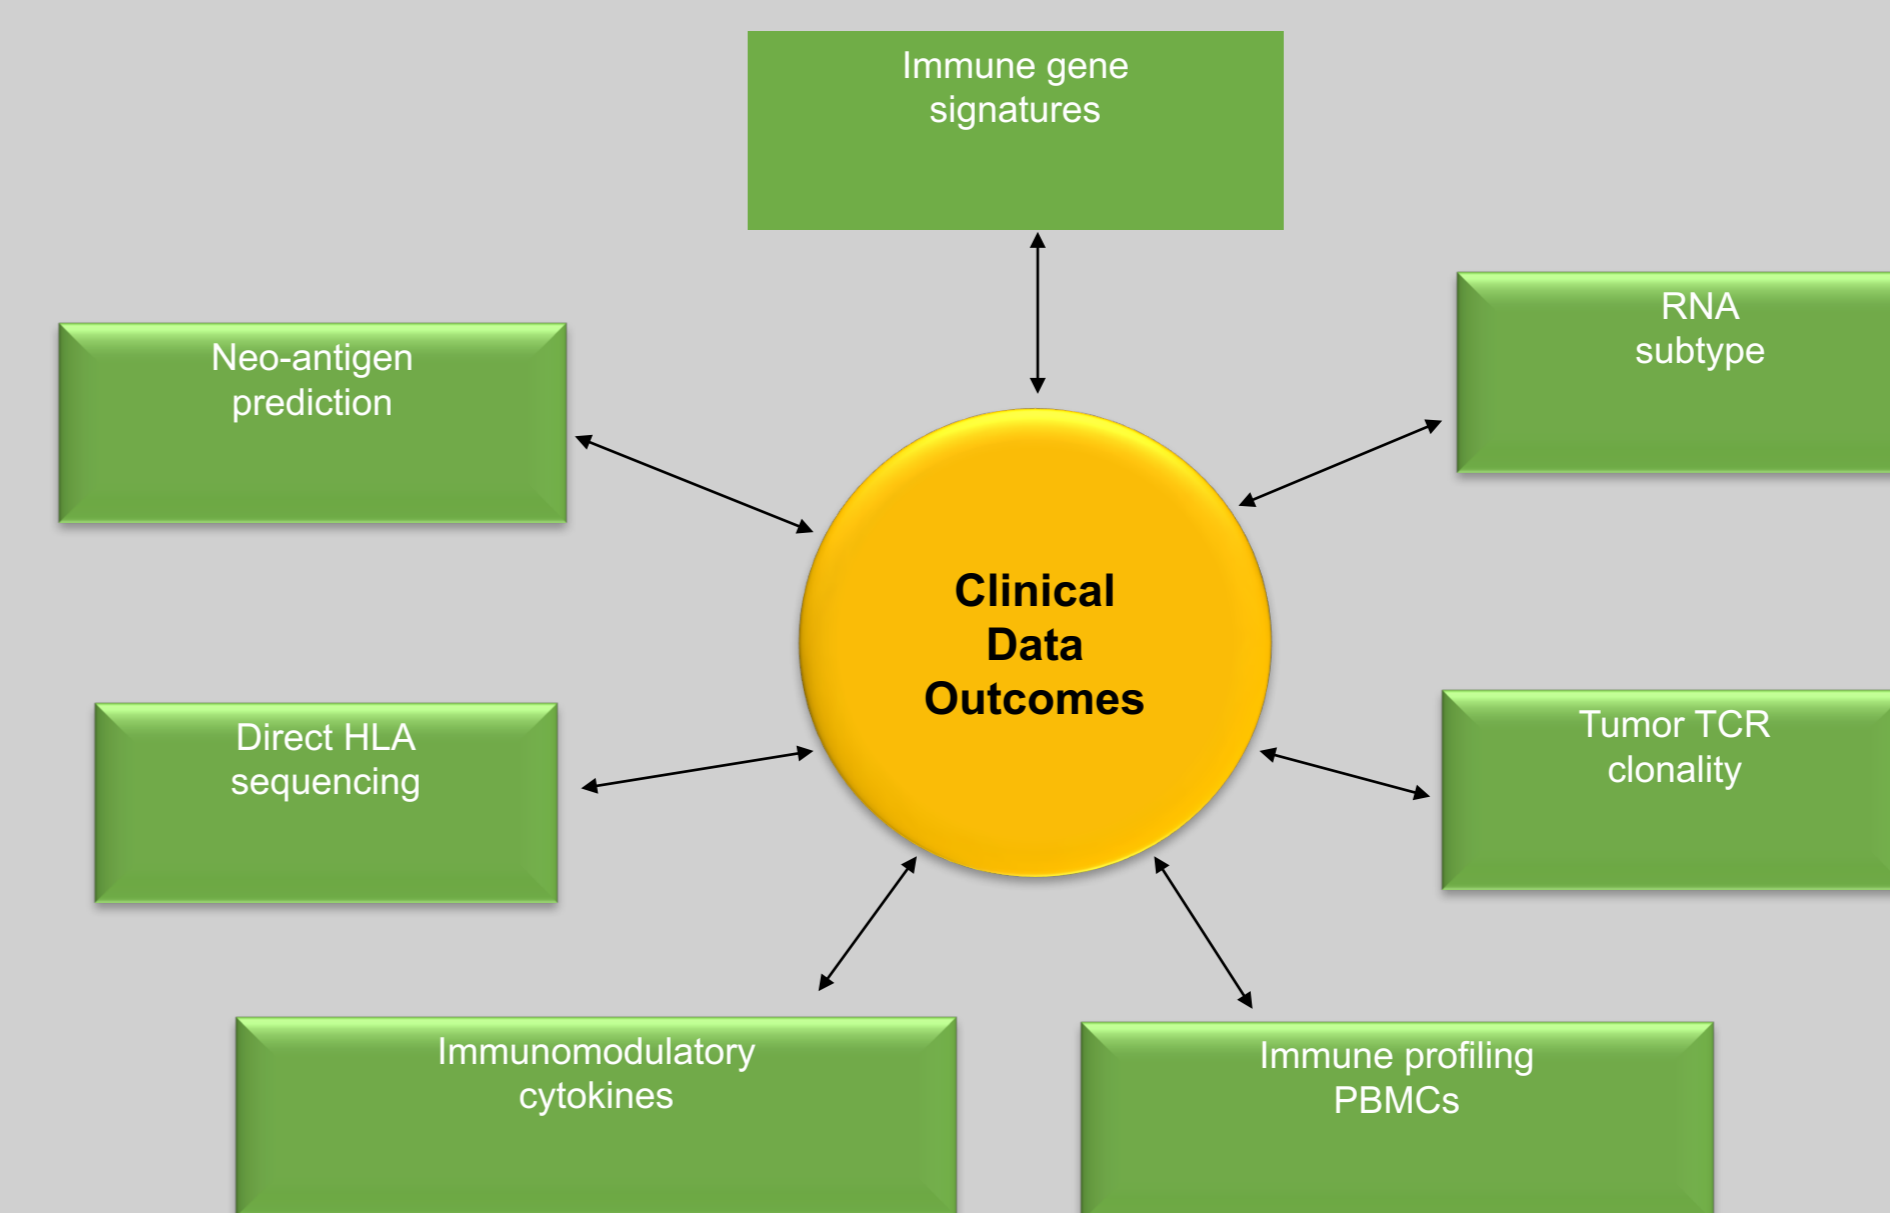 Immune gene
signatures
RNA
subtype
Neo-antigen
prediction
Clinical
Data
Outcomes
Direct HLA
sequencing
Tumor TCR
clonality
Immunomodulatory
cytokines
Immune profiling
PBMCs